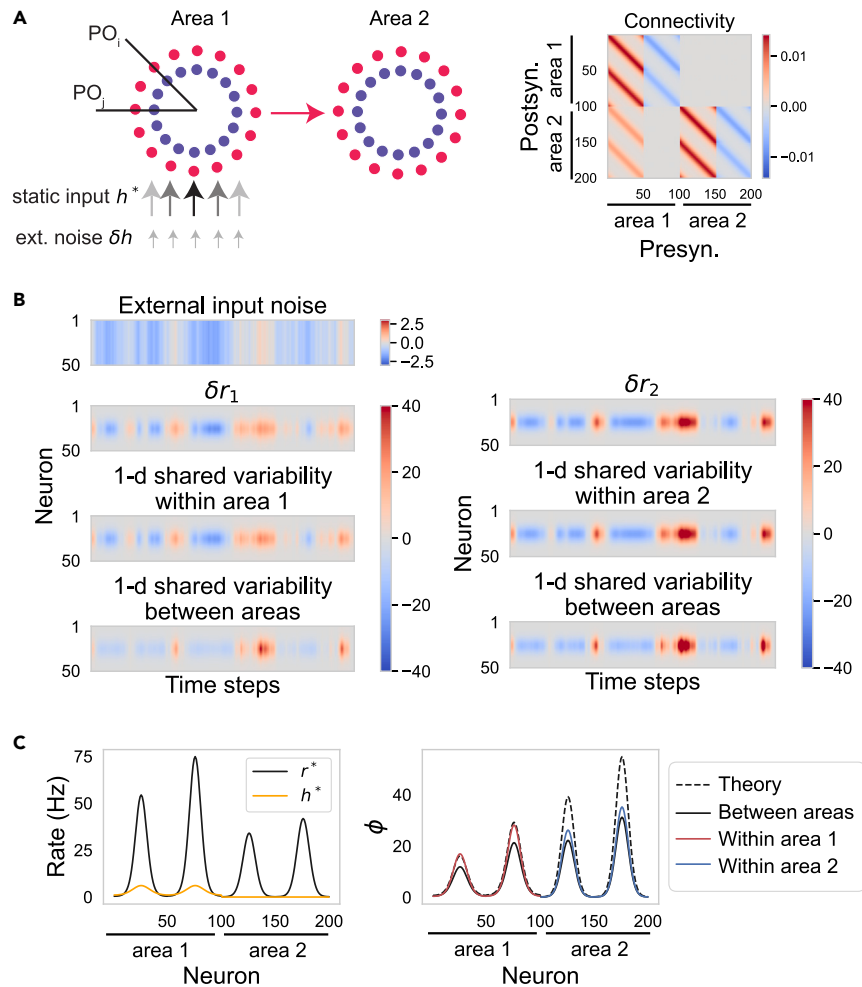 A
Area 1
Area 2
Connectivity
PO_i
PO_j
static input h*
ext. noise δh
Postsyn.
area 1
area 2
50
100
150
200
50 100 150 200
area 1 area 2
Presyn.
0.01
0.00
−0.01
B
External input noise
1
50
2.5
0.0
−2.5
δr₁
1
50
1-d shared variability
within area 1
1
50
1-d shared variability
between areas
1
50
Neuron
Time steps
40
20
0
−20
−40
δr₂
1
50
1-d shared variability
within area 2
1
50
1-d shared variability
between areas
1
50
Neuron
Time steps
40
20
0
−20
−40
C
Rate (Hz)
75
50
25
0
r*
h*
50 100 150 200
area 1 area 2
Neuron
ϕ
40
20
0
50 100 150 200
area 1 area 2
Neuron
Theory
Between areas
Within area 1
Within area 2